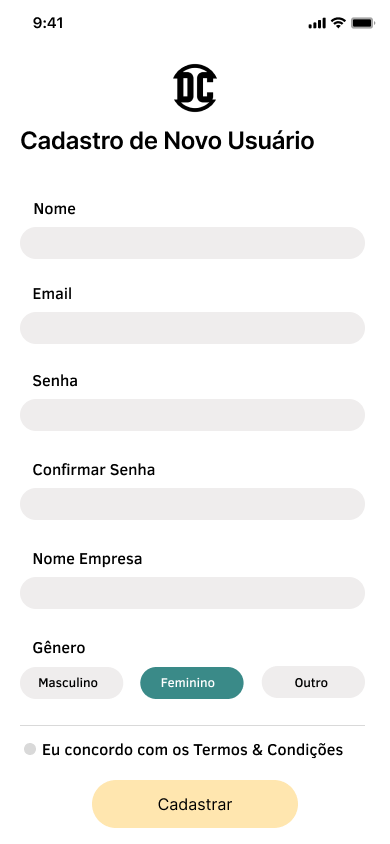 9:41
DC
Cadastro de Novo Usuário
Nome
Email
Senha
Confirmar Senha
Nome Empresa
Gênero
Masculino Feminino Outro
Eu concordo com os Termos & Condições
Cadastrar